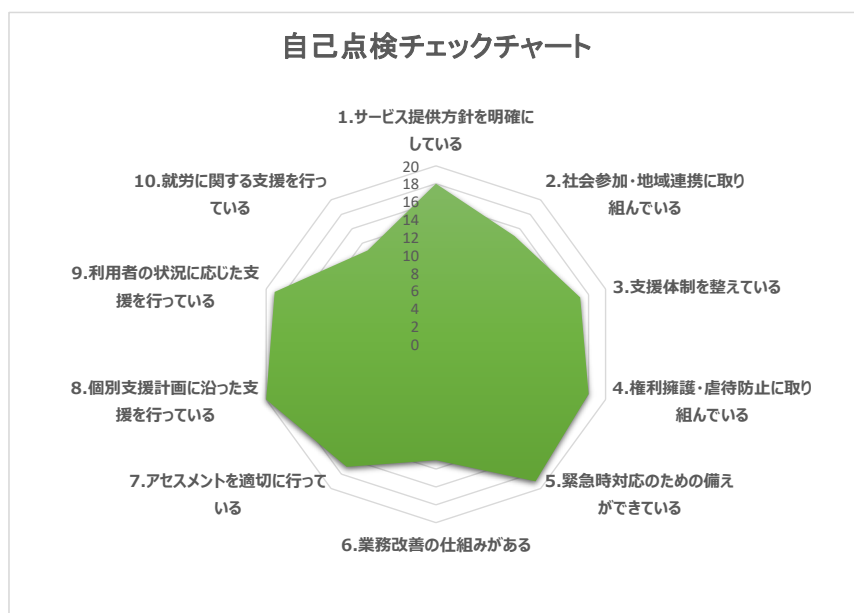 自己点検チェックチャート
1.サービス提供方針を明確に
している
2.社会参加・地域連携に取り
組んでいる
3.支援体制を整えている
4.権利擁護・虐待防止に取り
組んでいる
5.緊急時対応のための備え
ができている
6.業務改善の仕組みがある
7.アセスメントを適切に行って
いる
8.個別支援計画に沿った支
援を行っている
9.利用者の状況に応じた支
援を行っている
10.就労に関する支援を行っ
ている
20
18
16
14
12
10
8
6
4
2
0